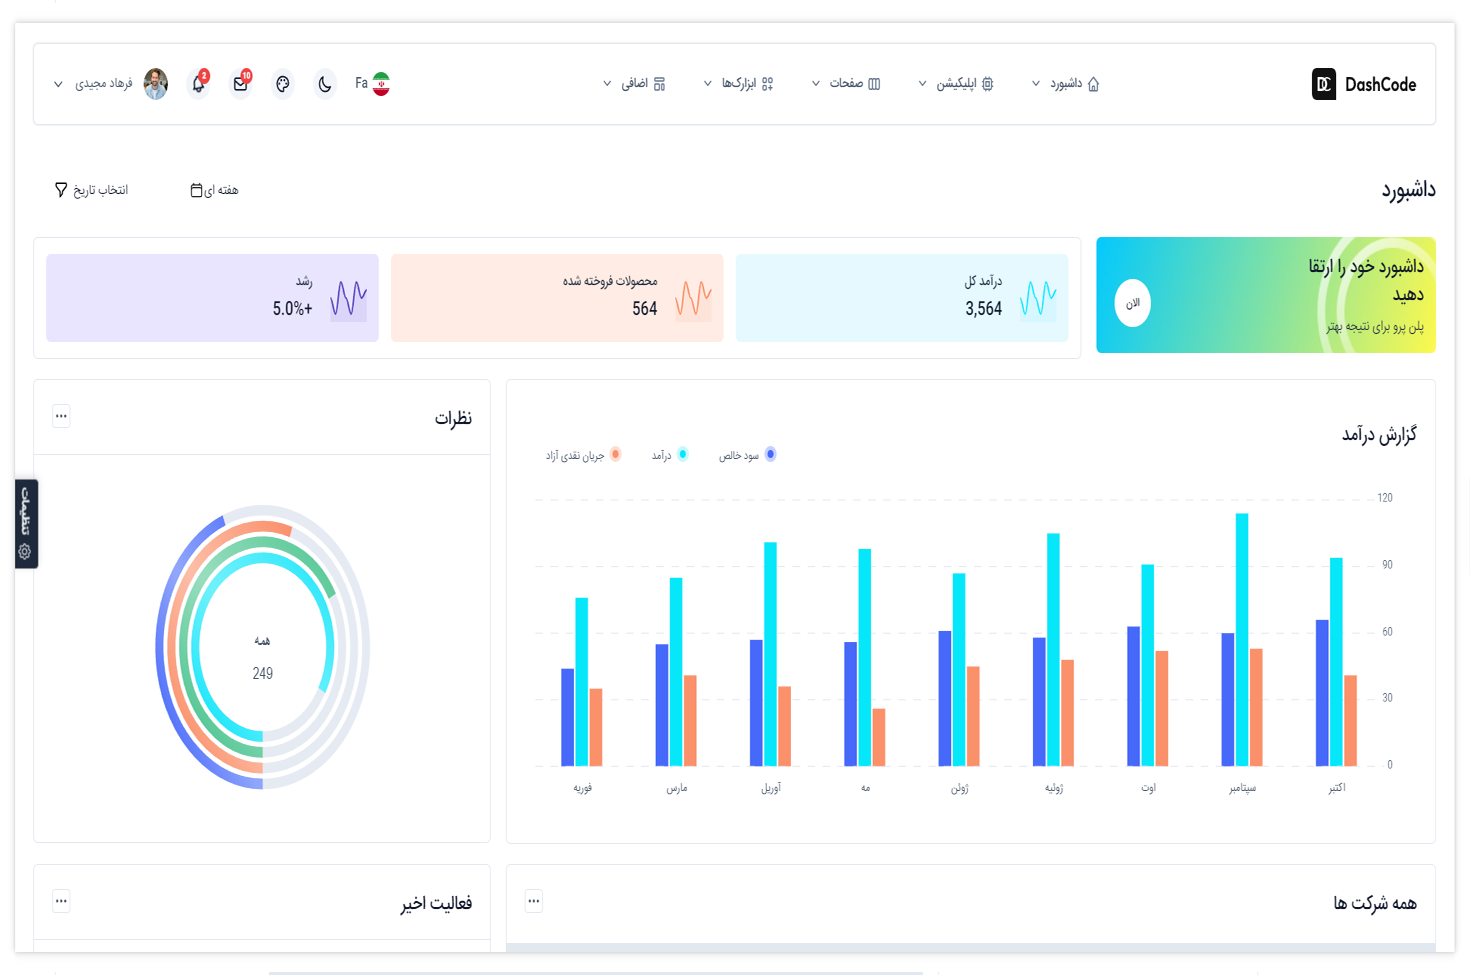 DashCode
داشبورد
اپلیکیشن
صفحات
ابزارک‌ها
اضافی
Fa
10
2
فرهاد مجیدی
داشبورد
هفته ای
انتخاب تاریخ
داشبورد خود را ارتقا
دهید
پلن پرو برای نتیجه بهتر
الان
درآمد کل
3,564
محصولات فروخته شده
564
رشد
5.0%+
گزارش درآمد
سود خالص
درآمد
جریان نقدی آزاد
120
90
60
30
0
فوریه
مارس
آوریل
مه
ژوئن
ژوئیه
اوت
سپتامبر
اکتبر
نظرات
همه
249
تنظیمات
همه شرکت ها
فعالیت اخیر